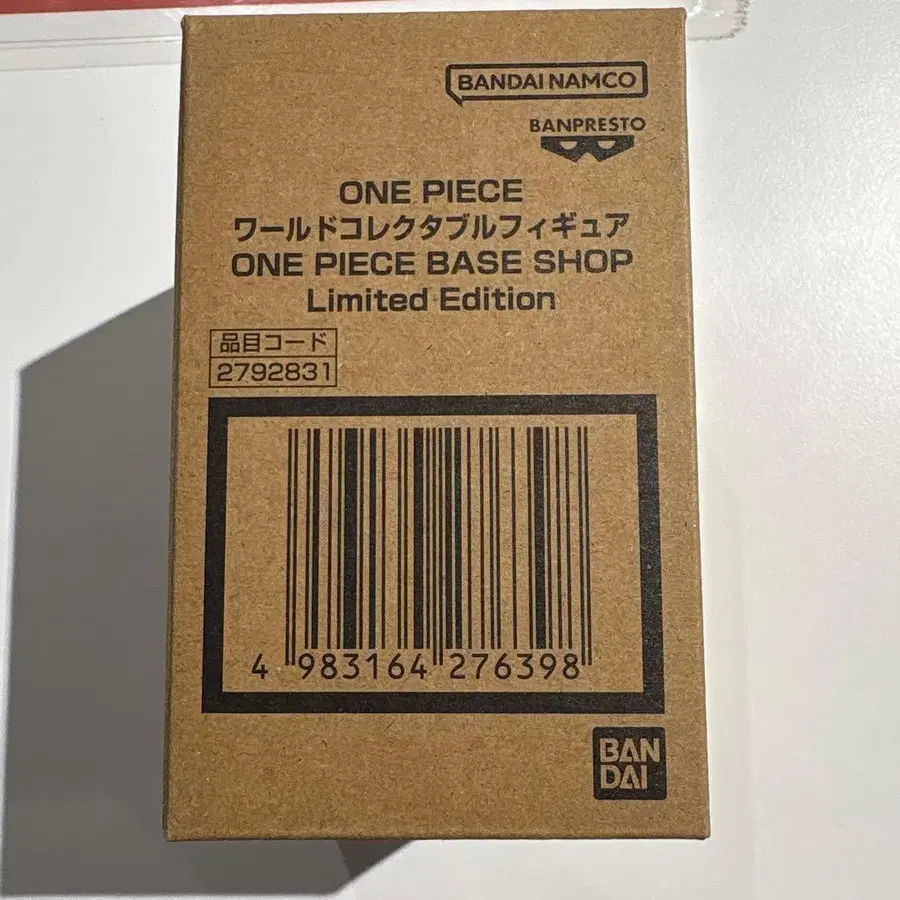 BANDAI NAMCO
BANPRESTO
ONE PIECE
ワールドコレクタブルフィギュア
ONE PIECE BASE SHOP
Limited Edition
品目コード
2792831
4 983164 276398
BAN
DAI